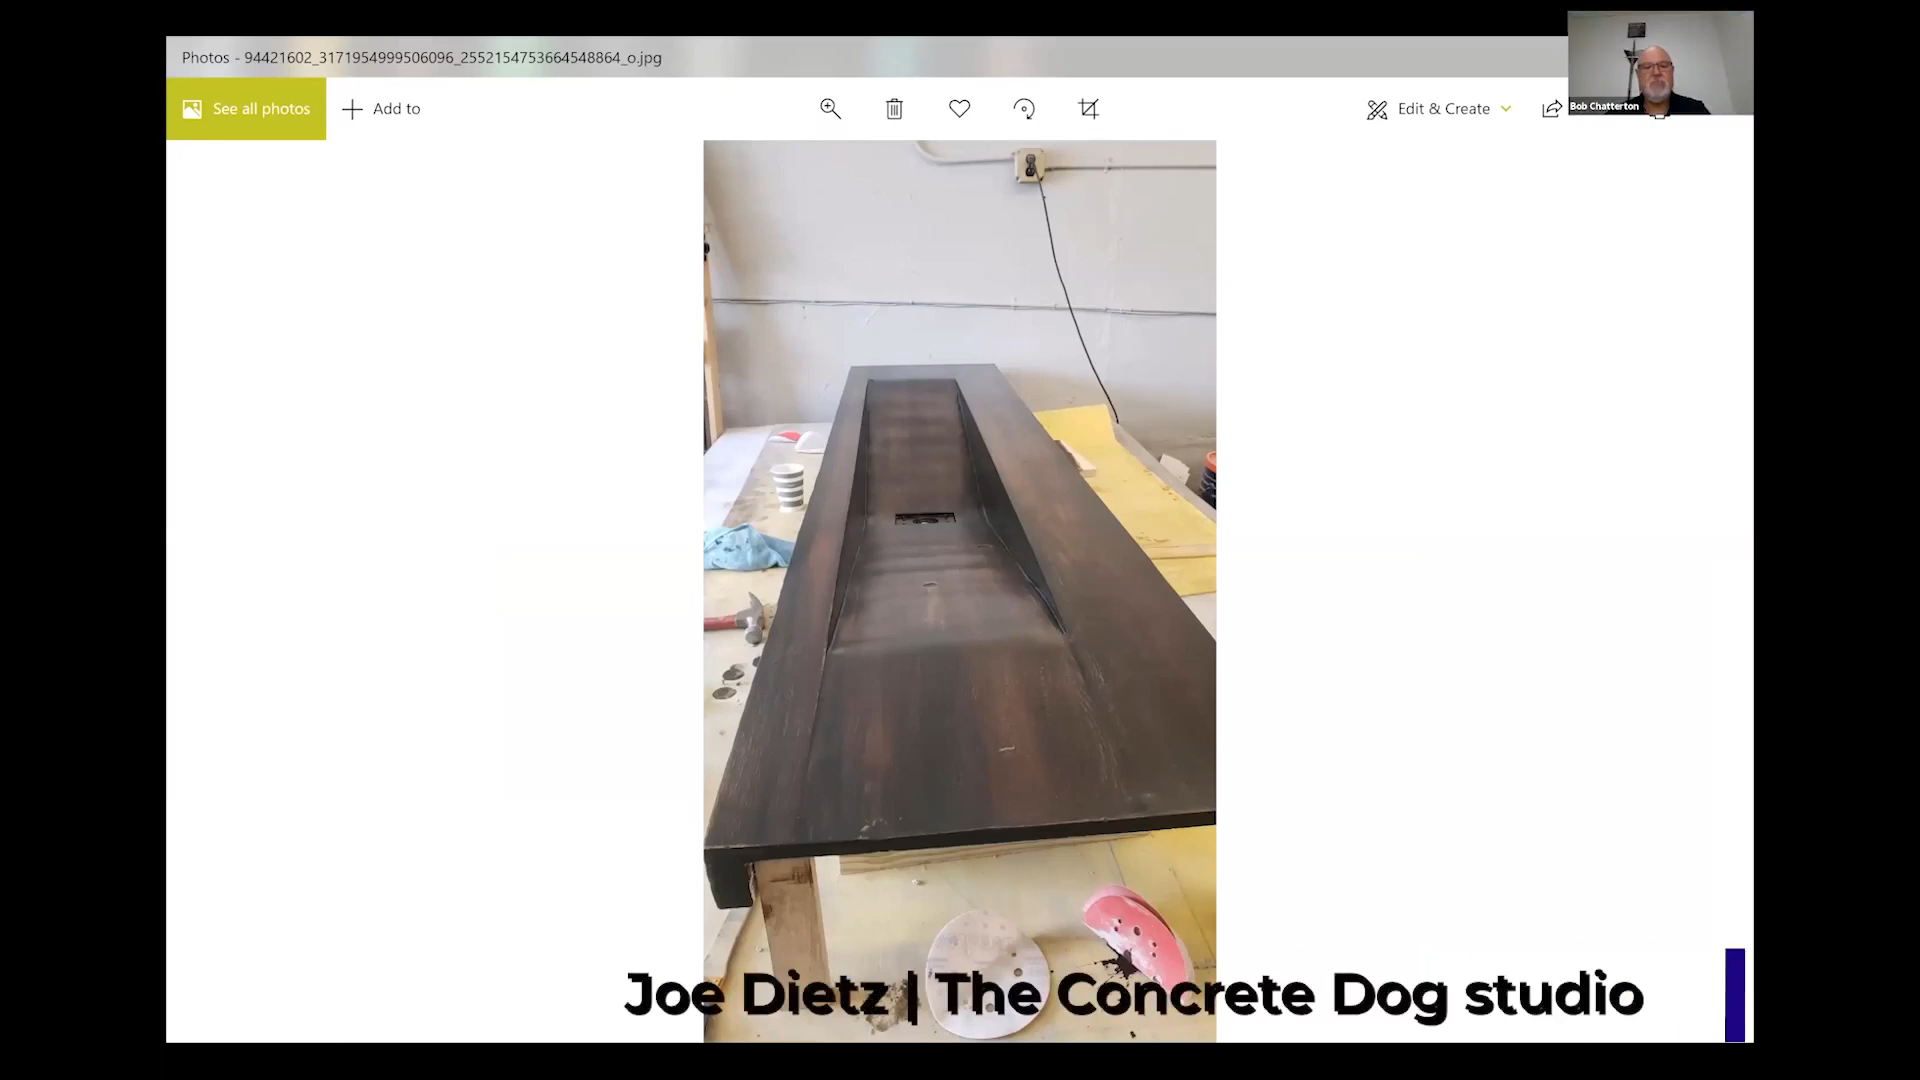 Photos - 94421602_3171954999506096_2552154753664548864_o.jpg
See all photos
Add to
Edit & Create
Bob Chatterton
Joe Dietz | The Concrete Dog studio